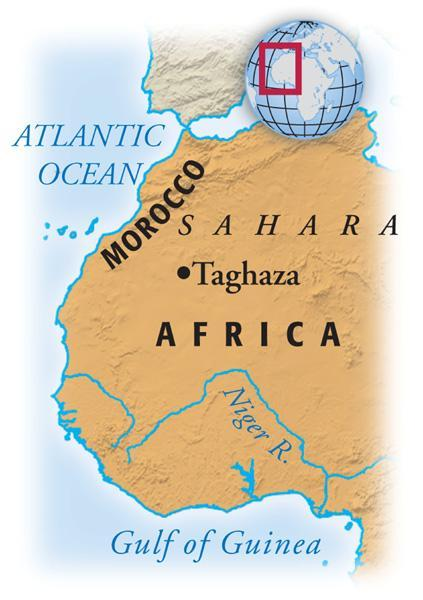 ATLANTIC
OCEAN
MOROCCO
SAHARA
Taghaza
AFRICA
Niger R.
Gulf of Guinea